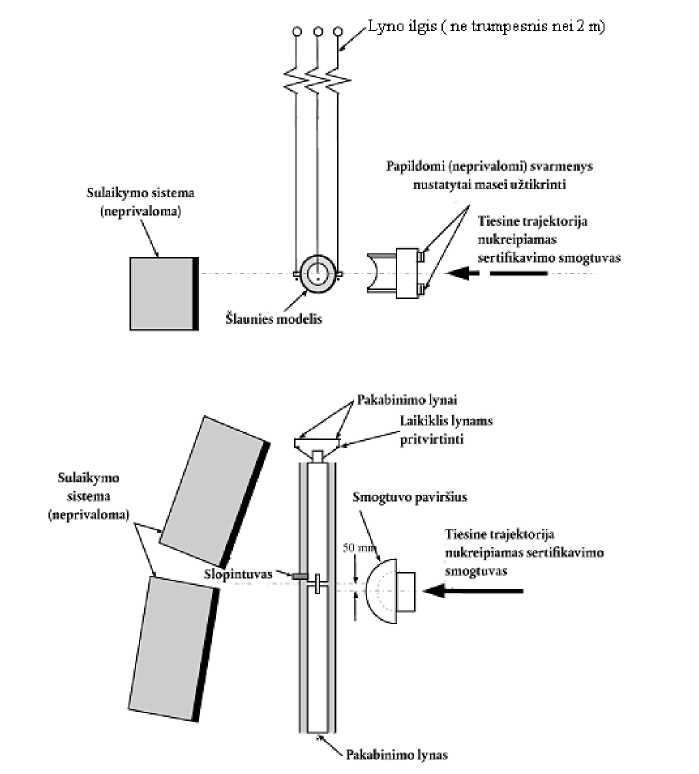 Lyno ilgis ( ne trumpesnis nei 2 m)
Papildomi (neprivalomi) svarmenys
nustatytai masei užtikrinti
Sulaikymo sistema
(neprivaloma)
Tiesine trajektorija
nukreipiamas
sertifikavimo smogtuvas
Šlaunies modelis
Pakabinimo lynai
Laikiklis lynams
pritvirtinti
Sulaikymo
sistema
(neprivaloma)
Smogtuvo paviršius
Tiesine trajektorija
nukreipiamas sertifikavimo
smogtuvas
50 mm
Slopintuvas
Pakabinimo lynas